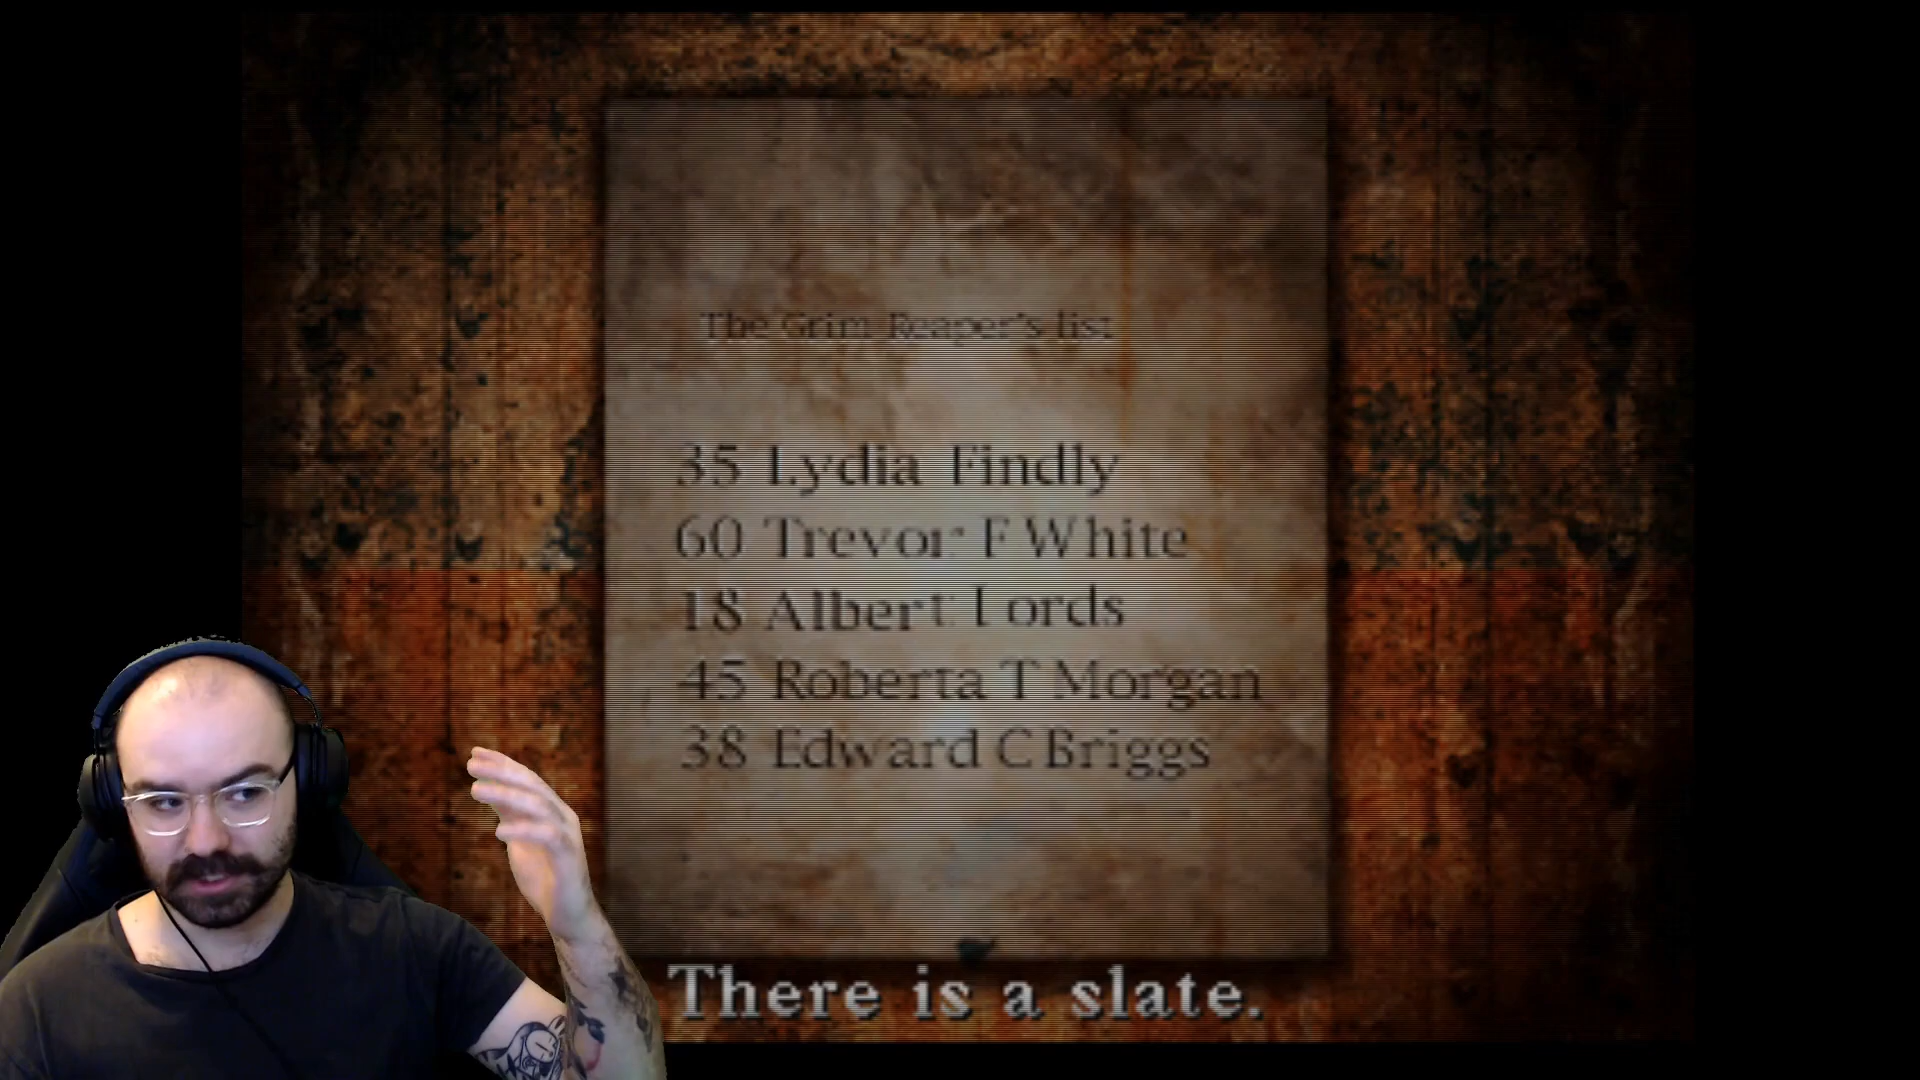 The Grim Reaper's list
35 Lydia Findly
60 Trevor F White
18 Albert Lords
45 Roberta T Morgan
38 Edward C Briggs
There is a slate.